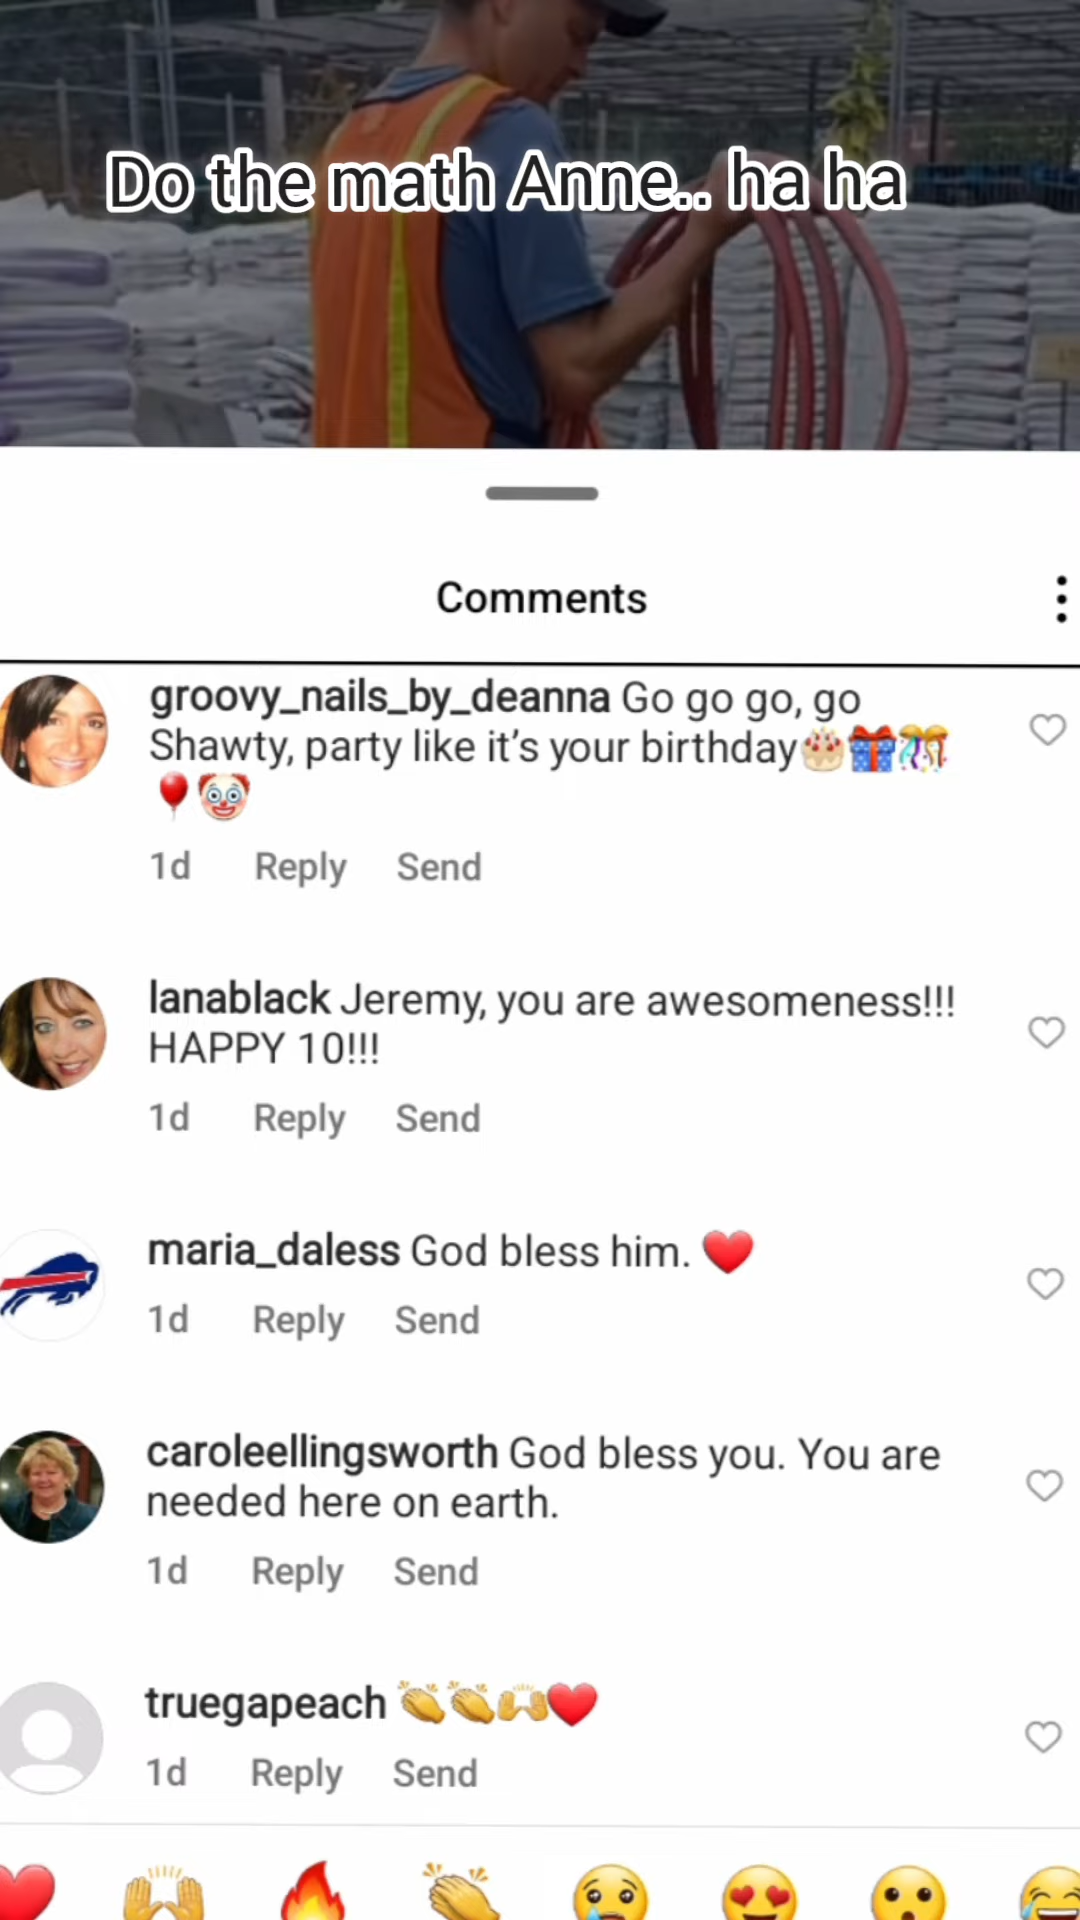 Do the math Anne.. ha ha
Comments
groovy_nails_by_deanna Go go go, go
Shawty, party like it's your birthday🎂🎁🎊
🎈🤡
1d Reply Send
lanablack Jeremy, you are awesomeness!!!
HAPPY 10!!!
1d Reply Send
maria_daless God bless him. ❤️
1d Reply Send
caroleellingsworth God bless you. You are
needed here on earth.
1d Reply Send
truegapeach 👏👏🙌❤️
1d Reply Send